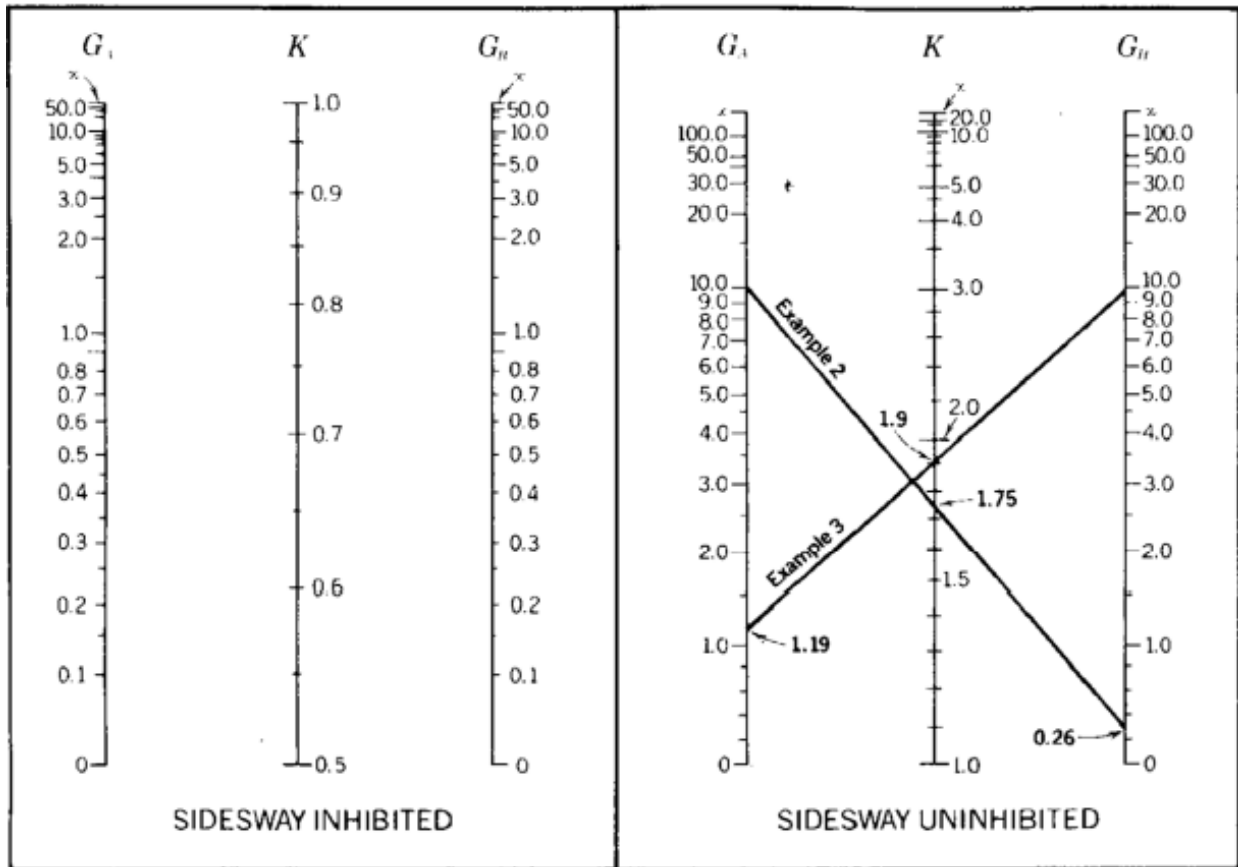 G_A K G_B
∞ ∞
50.0 1.0 50.0
10.0 10.0
5.0 5.0
3.0 0.9 3.0
2.0 2.0
0.8
1.0 1.0
0.8 0.8
0.7 0.7
0.6 0.7 0.6
0.5 0.5
0.4 0.4
0.3 0.3
0.2 0.6 0.2
0.1 0.1
0 0.5 0
SIDESWAY INHIBITED
G_A K G_B
∞ ∞ ∞
100.0 20.0 100.0
50.0 10.0 50.0
30.0 5.0 30.0
20.0 4.0 20.0
10.0 3.0 10.0
9.0 9.0
8.0 Example 2 8.0
7.0 7.0
6.0 6.0
5.0 5.0
4.0 1.9 2.0 4.0
3.0 1.75 3.0
2.0 Example 3 1.5 2.0
1.0 1.19 1.0
0.26
0 1.0 0
SIDESWAY UNINHIBITED